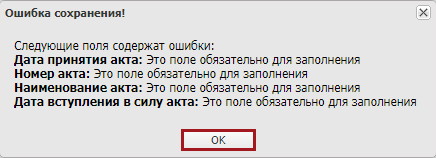 Ошибка сохранения!
Следующие поля содержат ошибки:
Дата принятия акта: Это поле обязательно для заполнения
Номер акта: Это поле обязательно для заполнения
Наименование акта: Это поле обязательно для заполнения
Дата вступления в силу акта: Это поле обязательно для заполнения
ОК